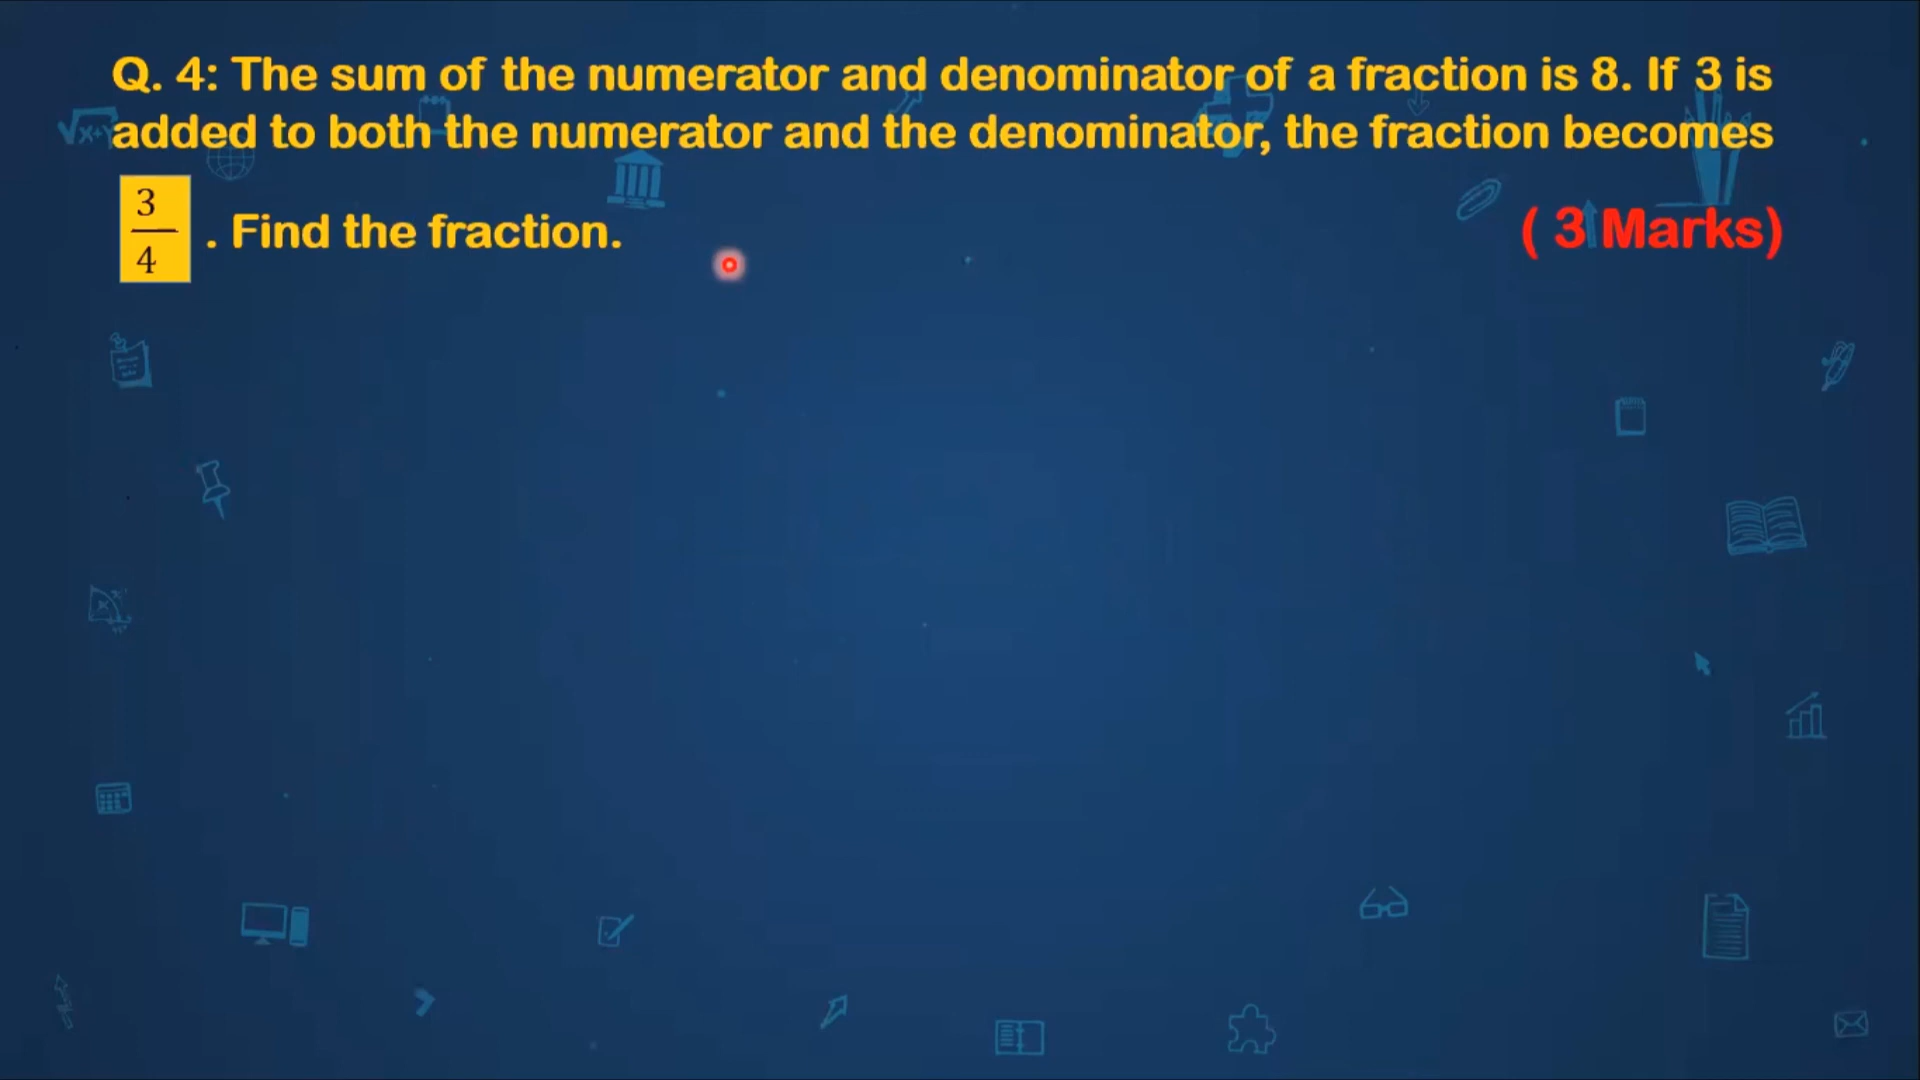 Q. 4: The sum of the numerator and denominator of a fraction is 8. If 3 is
added to both the numerator and the denominator, the fraction becomes
3/4 . Find the fraction. ( 3 Marks)